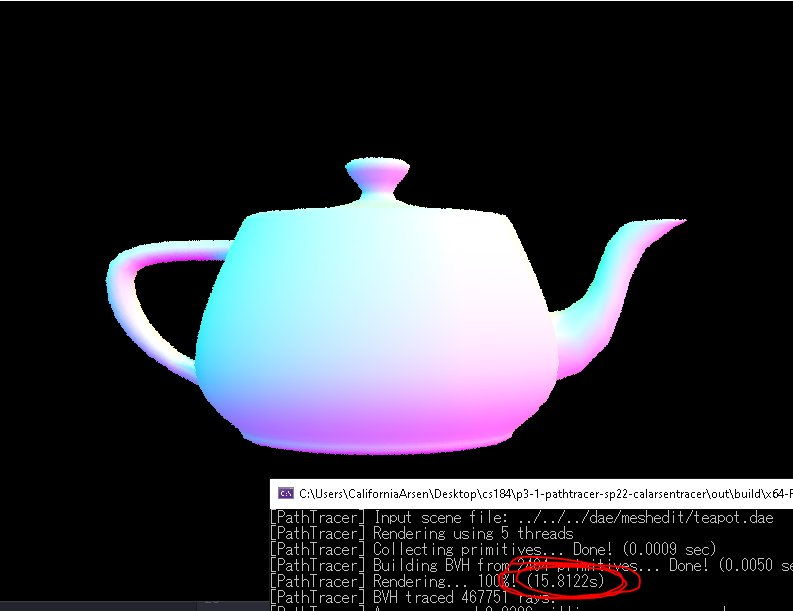 C:\Users\CaliforniaArsen\Desktop\cs184\p3-1-pathtracer-sp22-calarsentracer\out\build\x64-
[PathTracer] Input scene file: ../../../dae/meshedit/teapot.dae
[PathTracer] Rendering using 5 threads
[PathTracer] Collecting primitives... Done! (0.0009 sec)
[PathTracer] Building BVH from 2464 primitives... Done! (0.0050 se
[PathTracer] Rendering... 100%! (15.8122s)
[PathTracer] BVH traced 467751 rays.